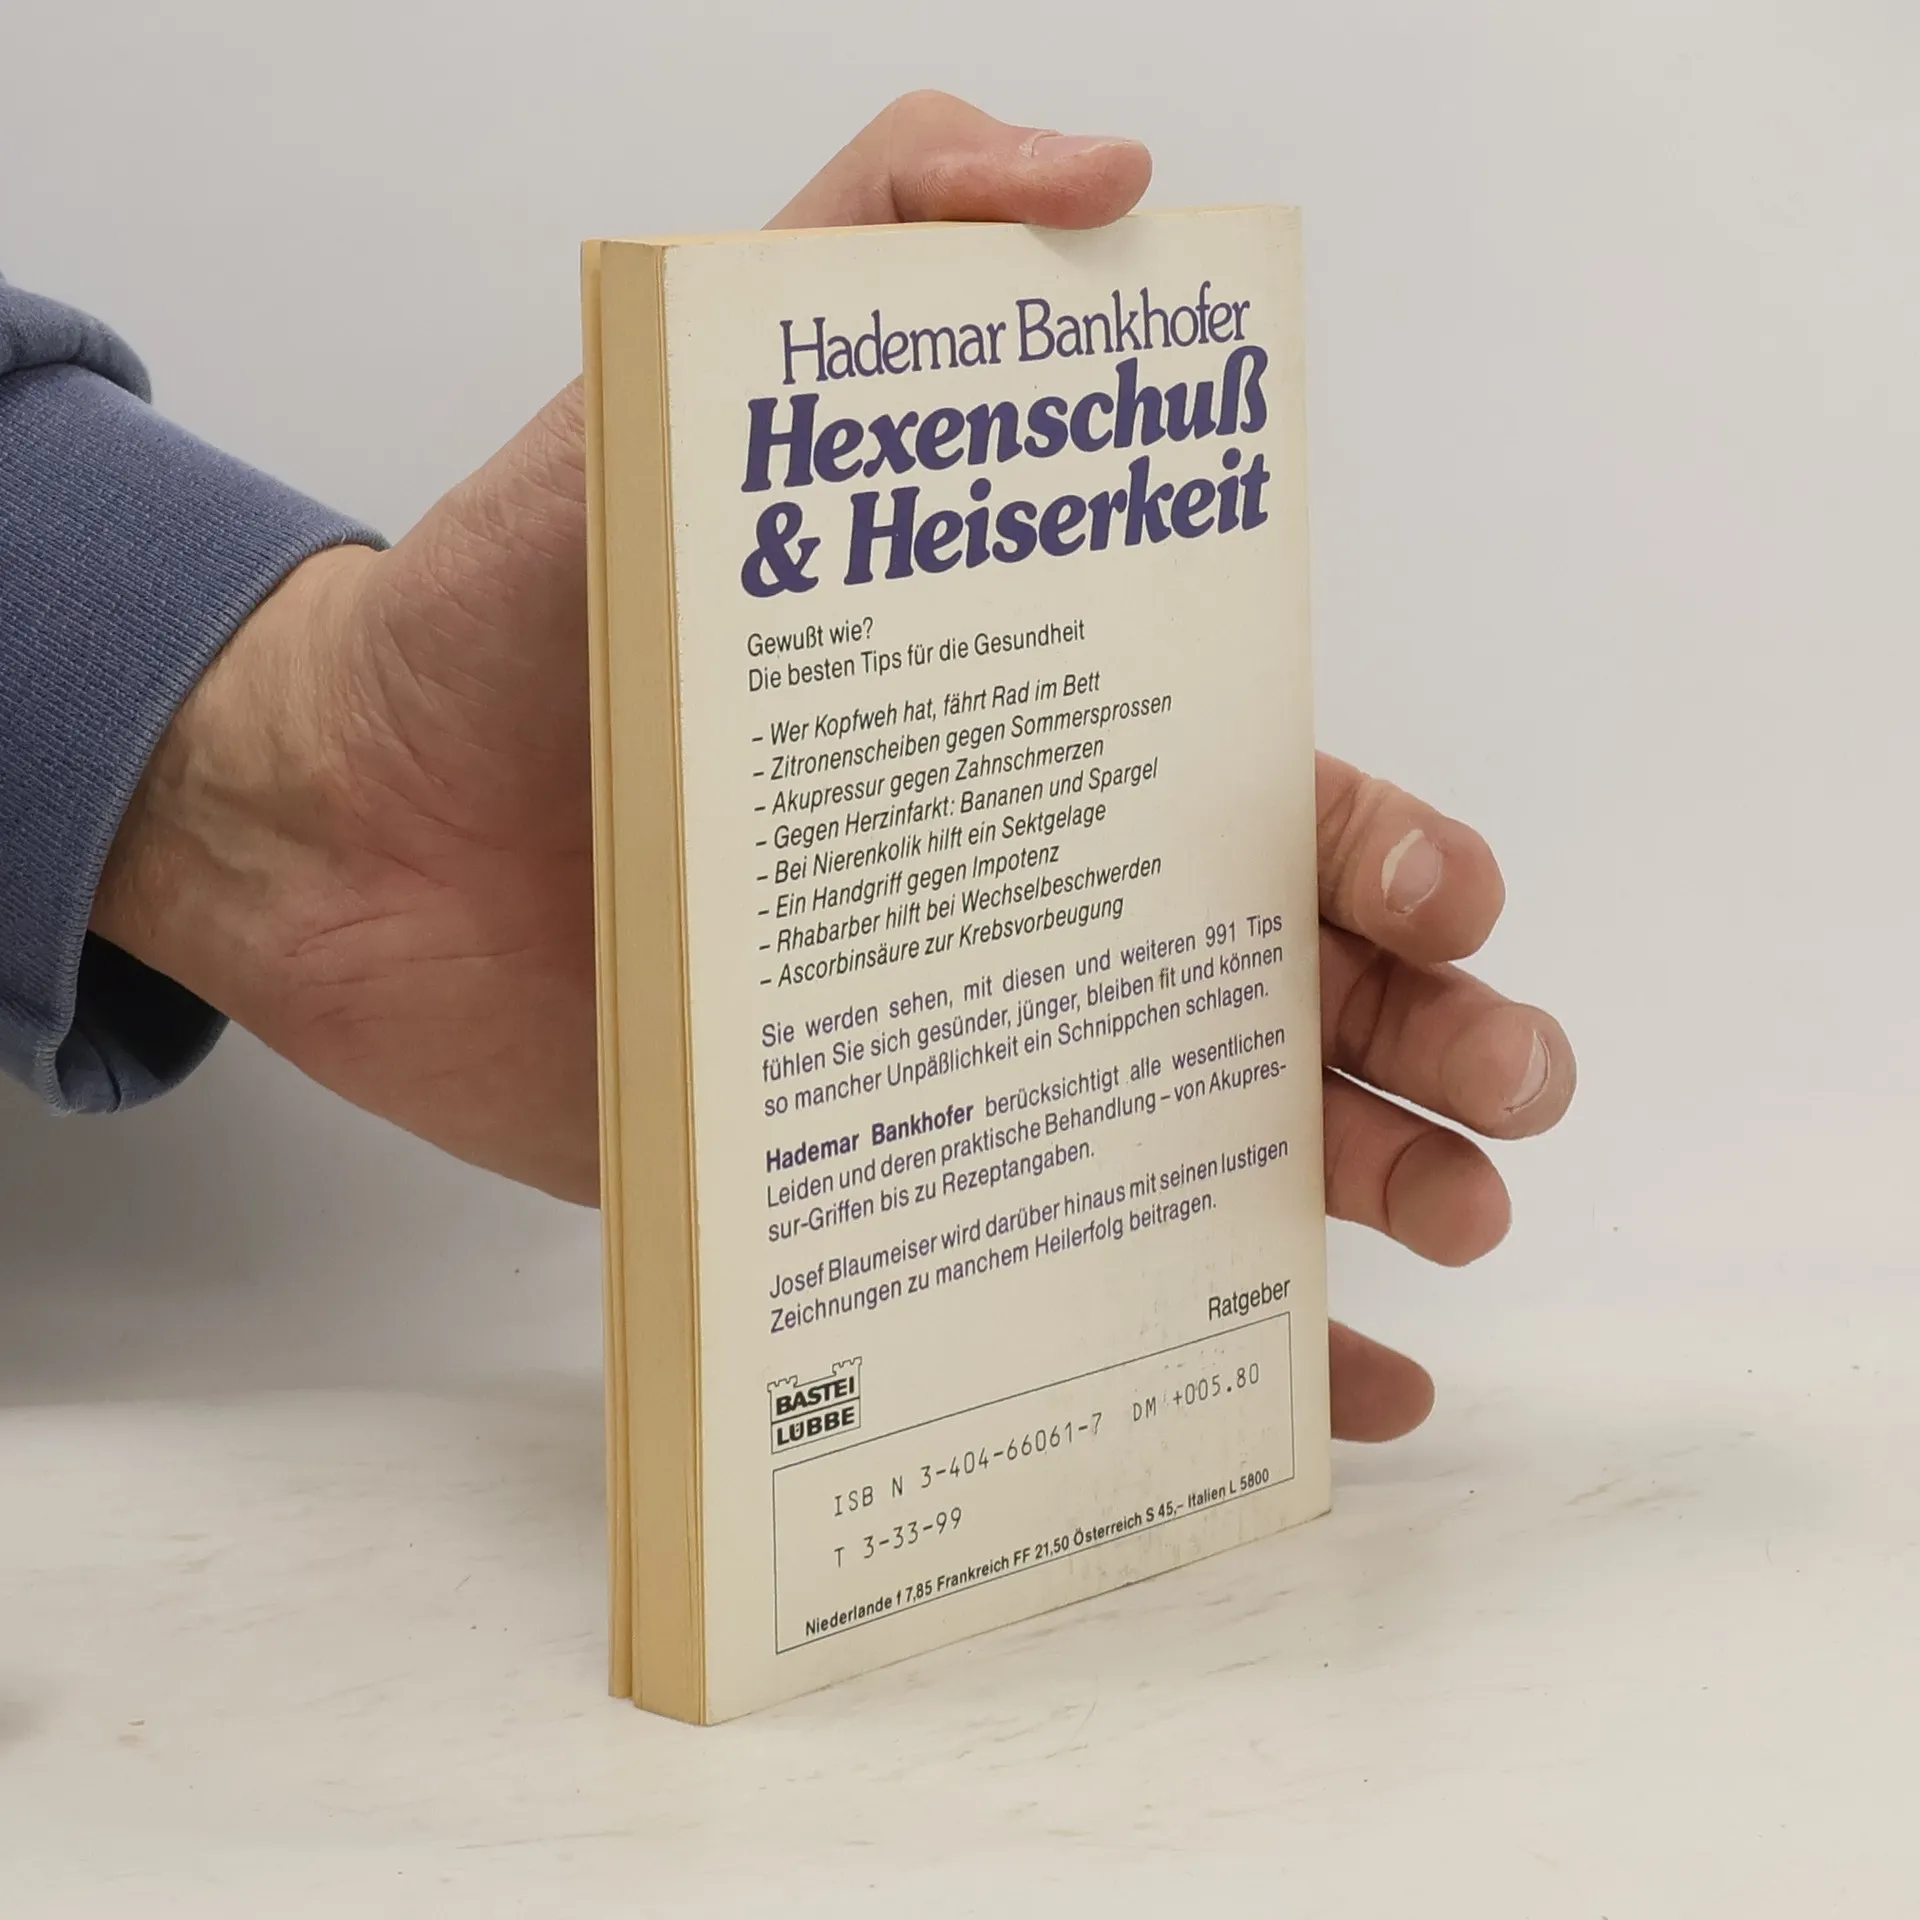 Hademar Bankhofer
Hexenschuß
& Heiserkeit
Gewußt wie?
Die besten Tips für die Gesundheit
– Wer Kopfweh hat, fährt Rad im Bett
– Zitronenscheiben gegen Sommersprossen
– Akupressur gegen Zahnschmerzen
– Gegen Herzinfarkt: Bananen und Spargel
– Bei Nierenkolik hilft ein Sektgelage
– Ein Handgriff gegen Impotenz
– Rhabarber hilft bei Wechselbeschwerden
– Ascorbinsäure zur Krebsvorbeugung
Sie werden sehen, mit diesen und weiteren 991 Tips
fühlen Sie sich gesünder, jünger, bleiben fit und können
so mancher Unpäßlichkeit ein Schnippchen schlagen.
Hademar Bankhofer berücksichtigt alle wesentlichen
Leiden und deren praktische Behandlung – von Akupres-
sur-Griffen bis zu Rezeptangaben.
Josef Blaumeiser wird darüber hinaus mit seinen lustigen
Zeichnungen zu manchem Heilerfolg beitragen.
Ratgeber
BASTEI
LÜBBE
ISB N 3-404-66061-7 DM +005.80
T 3-33-99
Niederlande f 7,85 Frankreich FF 21,50 Österreich S 45,– Italien L 5800